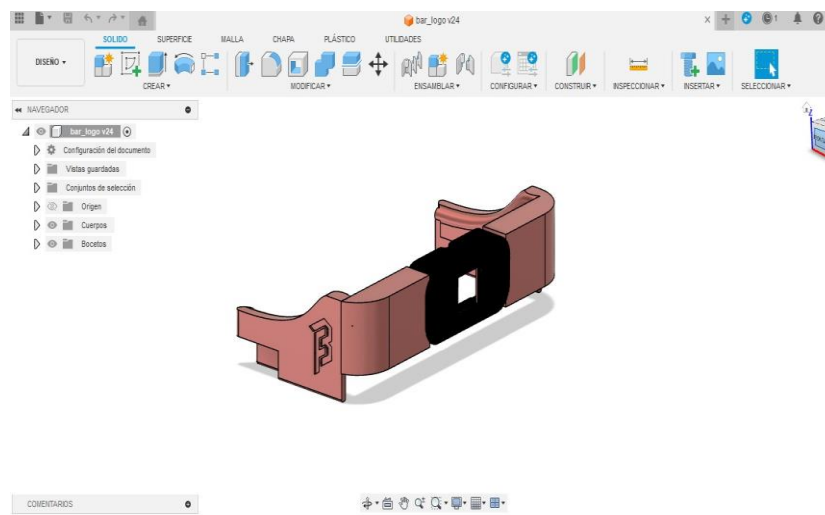 bar_logo v24
SOLIDO SUPERFICIE MALLA CHAPA PLÁSTICO UTILIDADES
DISEÑO
CREAR MODIFICAR ENSAMBLAR CONFIGURAR CONSTRUIR INSPECCIONAR INSERTAR SELECCIONAR
NAVEGADOR
bar_logo v24
Configuración del documento
Vistas guardadas
Conjuntos de selección
Origen
Cuerpos
Bocetos
COMENTARIOS